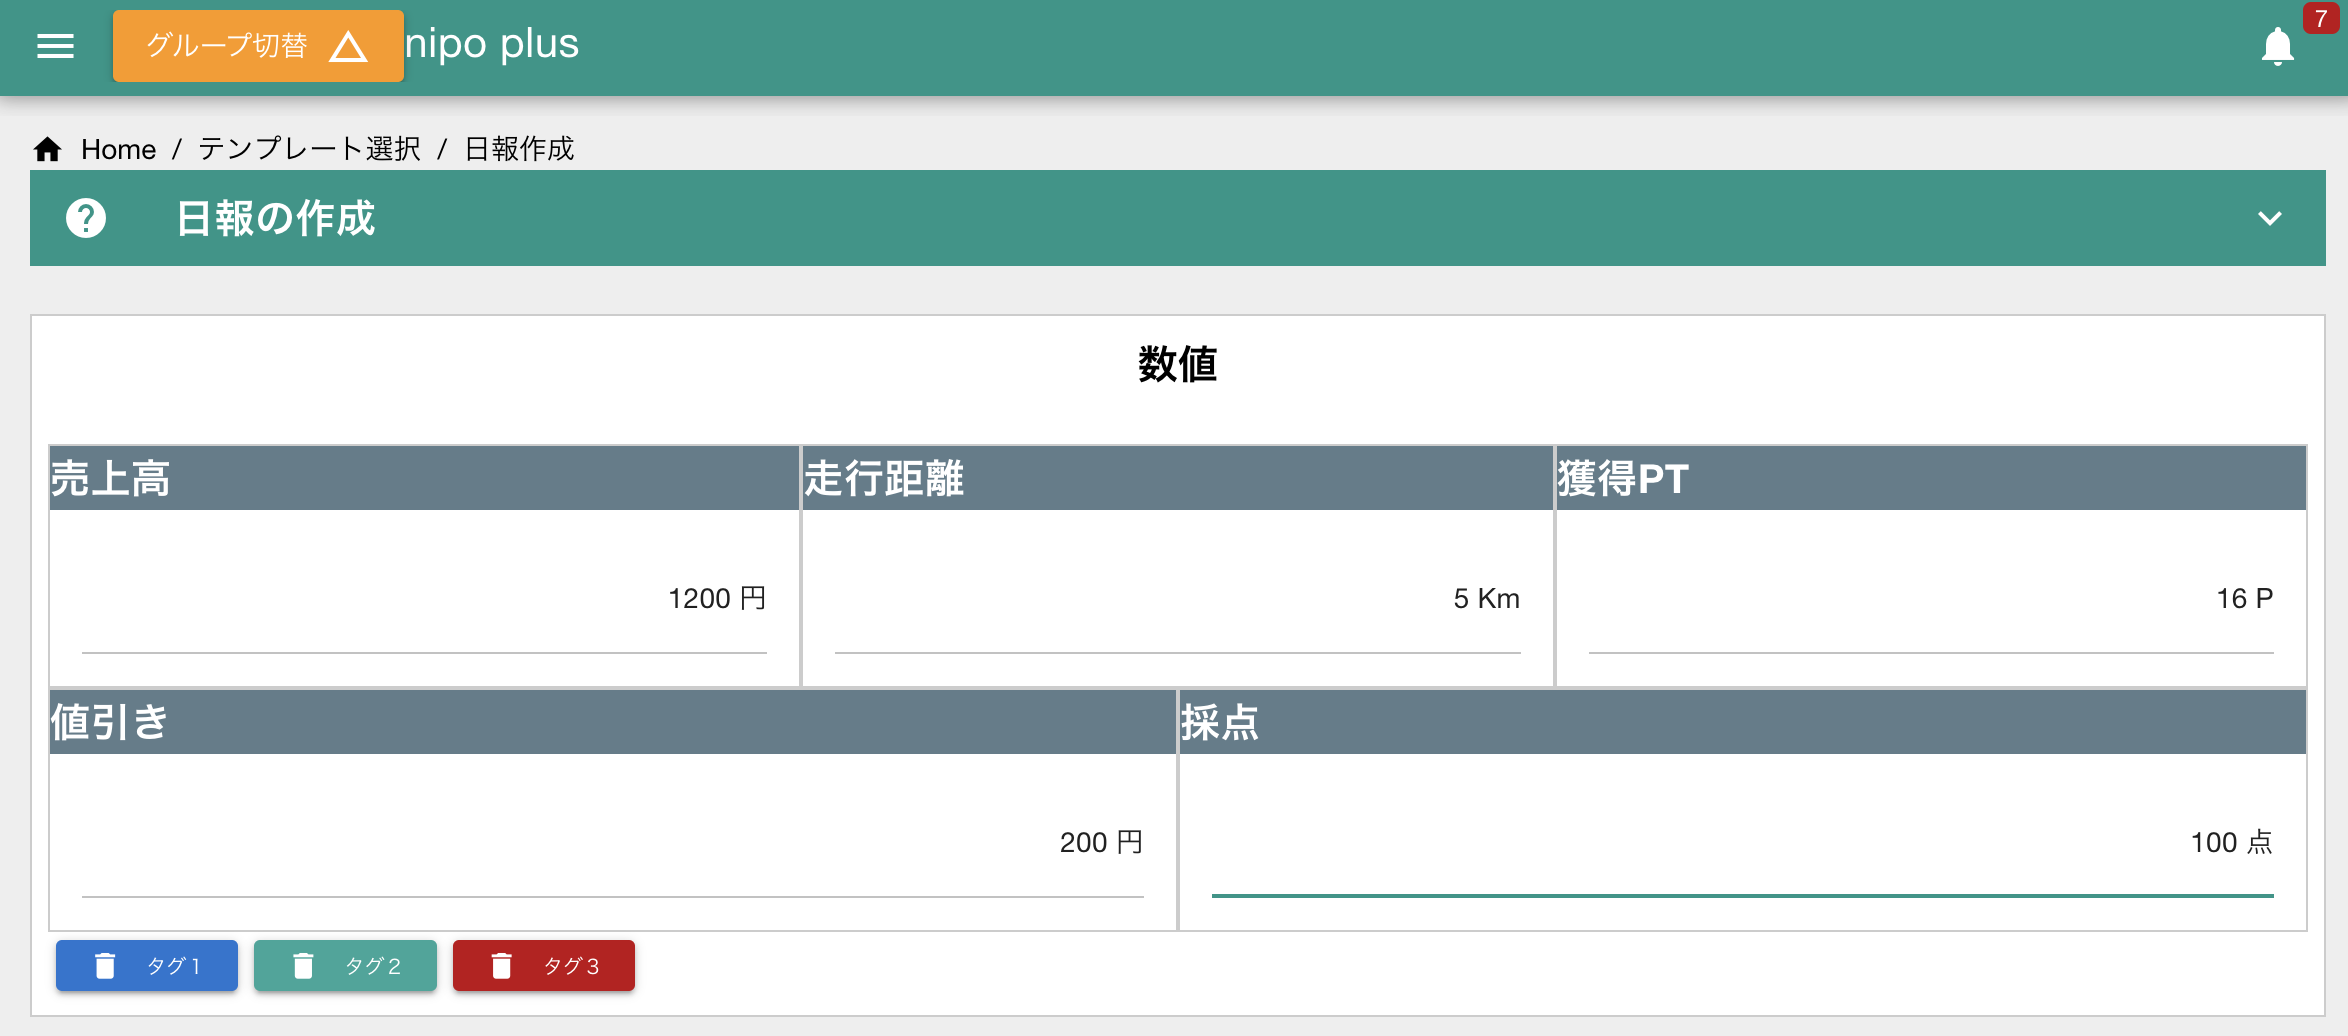 グループ切替 nipo plus 7
Home / テンプレート選択 / 日報作成
? 日報の作成
数値
売上高 走行距離 獲得PT
1200 円 5 Km 16 P
値引き 採点
200 円 100 点
タグ1 タグ2 タグ3